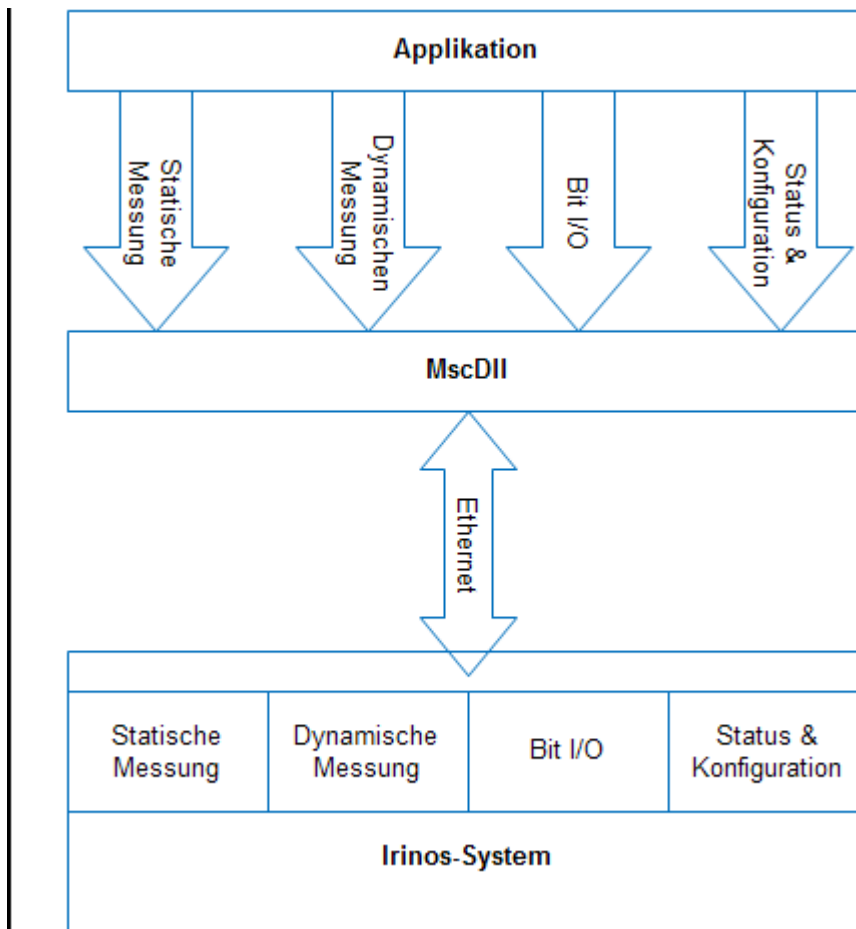 Applikation
Statische
Messung
Dynamischen
Messung
Bit I/O
Status &
Konfiguration
MscDll
Ethernet
Statische
Messung
Dynamische
Messung
Bit I/O
Status &
Konfiguration
Irinos-System